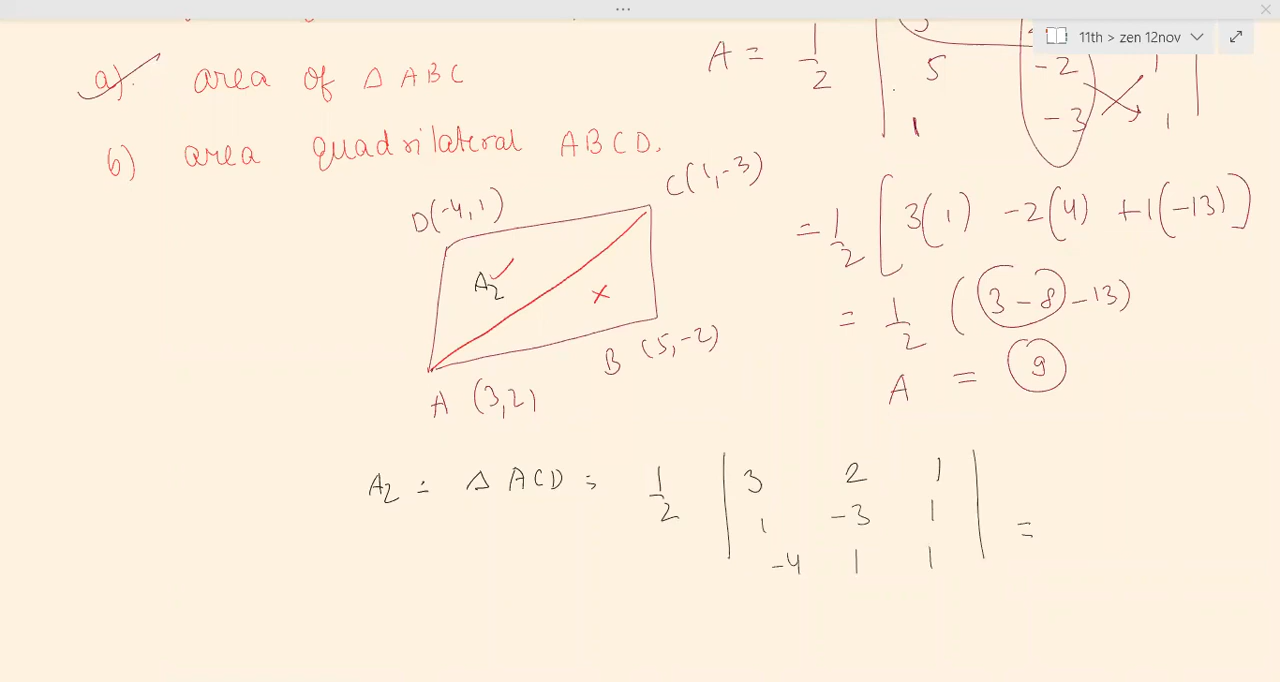 11th > zen 12nov
a). area of Δ ABC
b) area quadrilateral ABCD.
A = 1/2 | 5 -2 1
1 -3 1 |
= 1/2 [ 3(1) -2(4) +1(-13) ]
= 1/2 ( 3 - 8 - 13)
A = 9
D(-4,1)
C(1,-3)
A2
x
B (5,-2)
A (3,2)
A2 = Δ ACD = 1/2 | 3 2 1
1 -3 1
-4 1 1 | =